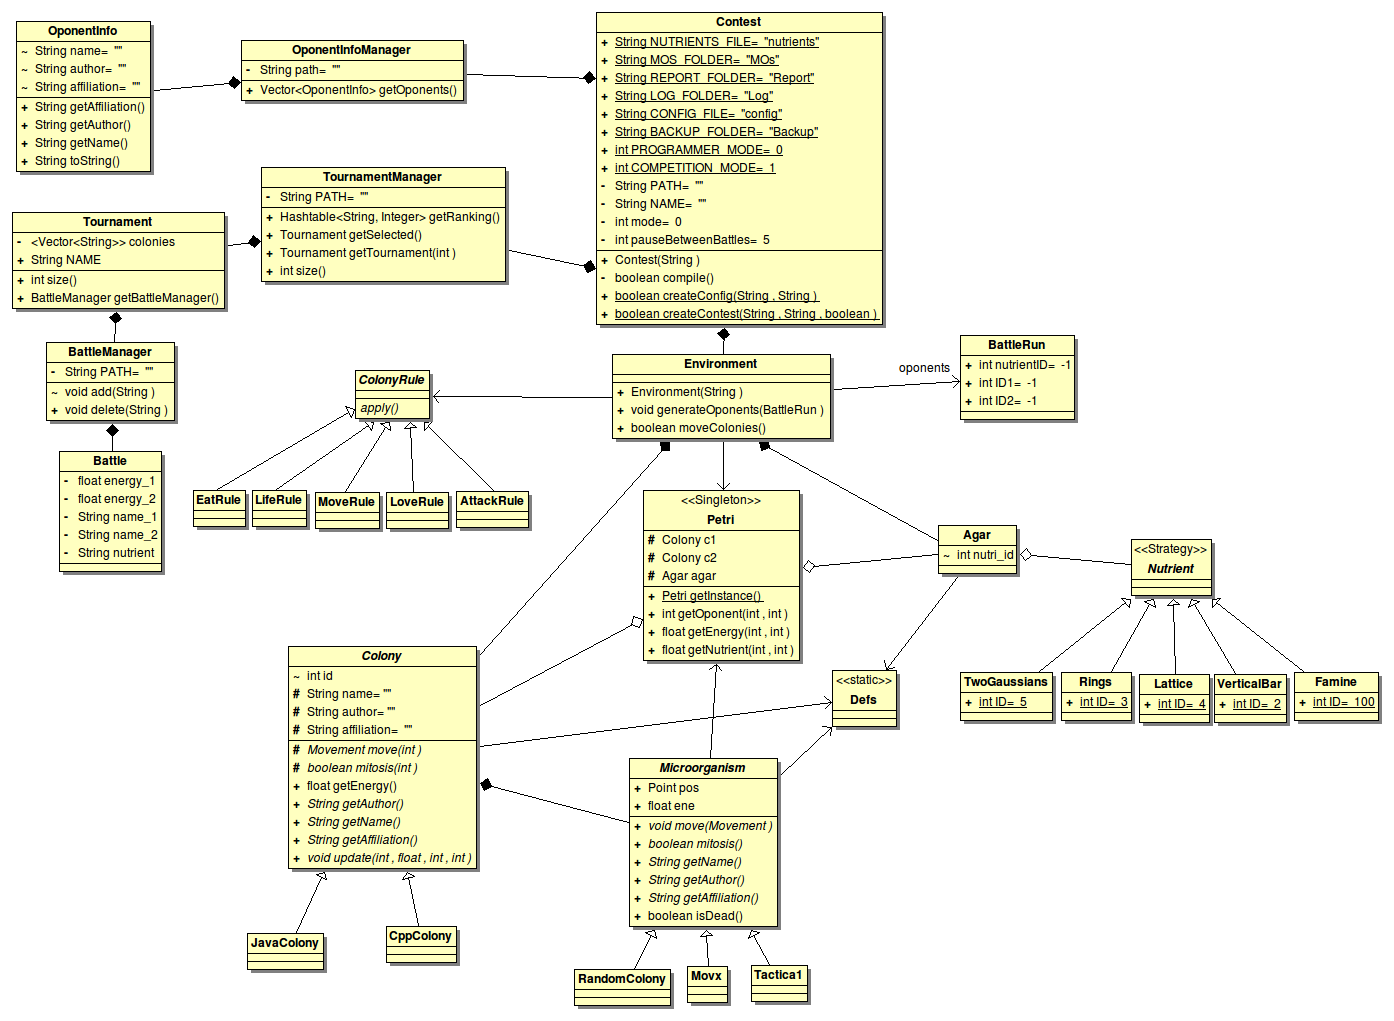 OponentInfo
~ String name= ""
~ String author= ""
~ String affiliation= ""
+ String getAffiliation()
+ String getAuthor()
+ String getName()
+ String toString()
OponentInfoManager
- String path= ""
+ Vector<OponentInfo> getOponents()
Contest
+ String NUTRIENTS_FILE= "nutrients"
+ String MOS_FOLDER= "MOs"
+ String REPORT_FOLDER= "Report"
+ String LOG_FOLDER= "Log"
+ String CONFIG_FILE= "config"
+ String BACKUP_FOLDER= "Backup"
+ int PROGRAMMER_MODE= 0
+ int COMPETITION_MODE= 1
- String PATH= ""
- String NAME= ""
- int mode= 0
- int pauseBetweenBattles= 5
+ Contest(String )
- boolean compile()
+ boolean createConfig(String , String )
+ boolean createContest(String , String , boolean )
TournamentManager
- String PATH= ""
+ Hashtable<String, Integer> getRanking()
+ Tournament getSelected()
+ Tournament getTournament(int )
+ int size()
Tournament
- <Vector<String>> colonies
+ String NAME
+ int size()
+ BattleManager getBattleManager()
BattleManager
- String PATH= ""
~ void add(String )
+ void delete(String )
Battle
- float energy_1
- float energy_2
- String name_1
- String name_2
- String nutrient
ColonyRule
apply()
EatRule
LifeRule
MoveRule
LoveRule
AttackRule
Environment
+ Environment(String )
+ void generateOponents(BattleRun )
+ boolean moveColonies()
oponents
BattleRun
+ int nutrientID= -1
+ int ID1= -1
+ int ID2= -1
<<Singleton>>
Petri
# Colony c1
# Colony c2
# Agar agar
+ Petri getInstance()
+ int getOponent(int , int )
+ float getEnergy(int , int )
+ float getNutrient(int , int )
Agar
~ int nutri_id
<<Strategy>>
Nutrient
TwoGaussians
+ int ID= 5
Rings
+ int ID= 3
Lattice
+ int ID= 4
VerticalBar
+ int ID= 2
Famine
+ int ID= 100
<<static>>
Defs
Colony
~ int id
# String name= ""
# String author= ""
# String affiliation= ""
# Movement move(int )
# boolean mitosis(int )
+ float getEnergy()
+ String getAuthor()
+ String getName()
+ String getAffiliation()
+ void update(int , float , int , int )
JavaColony
CppColony
Microorganism
+ Point pos
+ float ene
+ void move(Movement )
+ boolean mitosis()
+ String getName()
+ String getAuthor()
+ String getAffiliation()
+ boolean isDead()
RandomColony
Movx
Tactica1